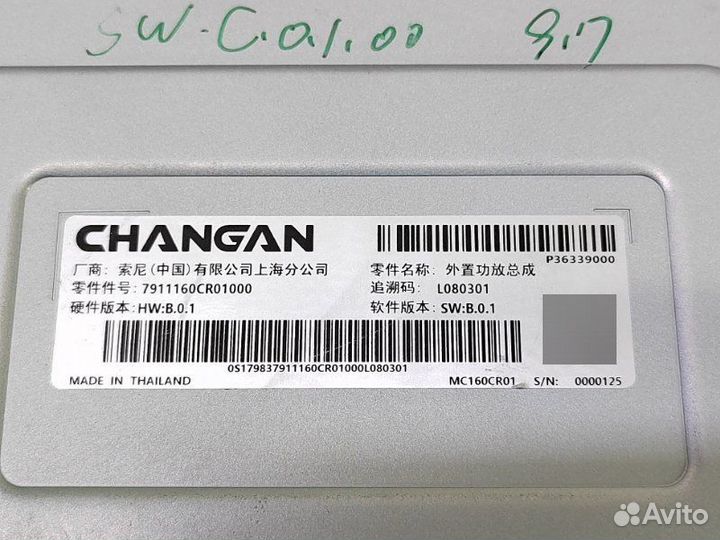 SW-C.01.00 9.7
CHANGAN
P36339000
厂商: 索尼(中国)有限公司上海分公司 零件名称: 外置功放总成
零件件号: 7911160CR01000 追溯码: L080301
硬件版本: HW:B.0.1 软件版本: SW:B.0.1
0S179837911160CR01000L080301
MADE IN THAILAND MC160CR01 S/N: 0000125
Avito